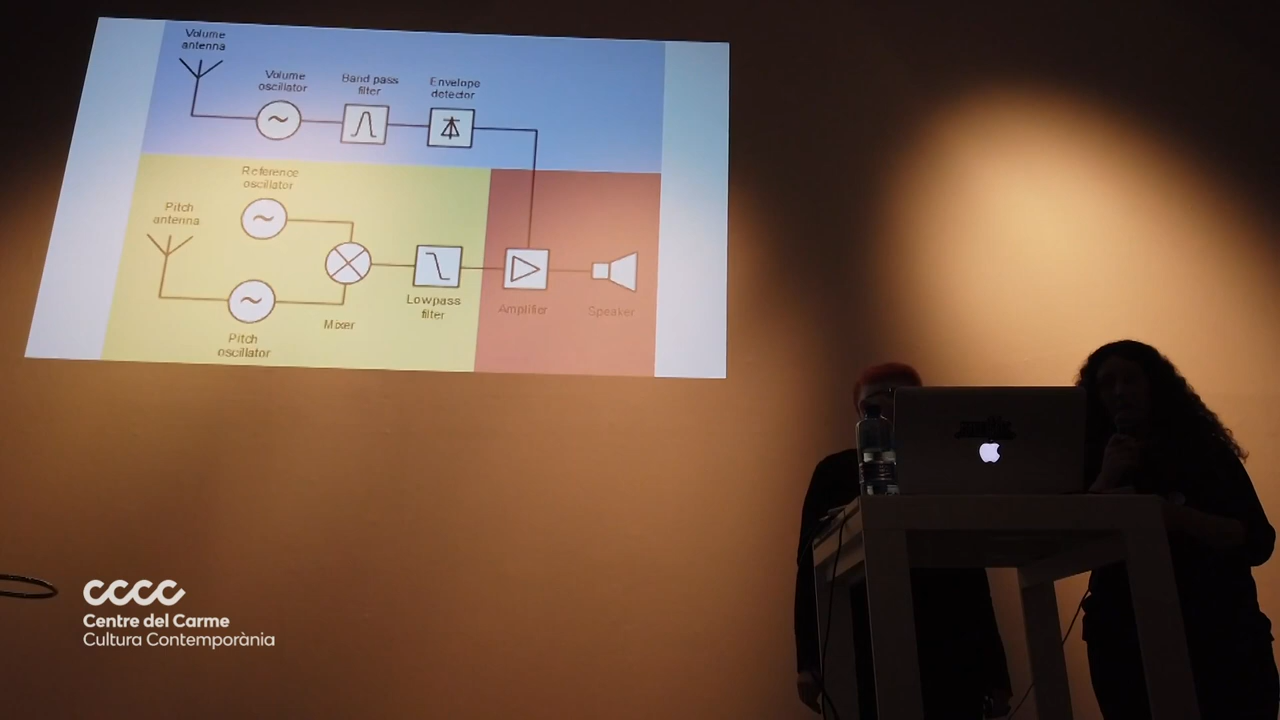 Volume
antenna
Volume
oscillator
Band pass
filter
Envelope
detector
Reference
oscillator
Pitch
antenna
Pitch
oscillator
Mixer
Lowpass
filter
Amplifier
Speaker
cccc
Centre del Carme
Cultura Contemporània